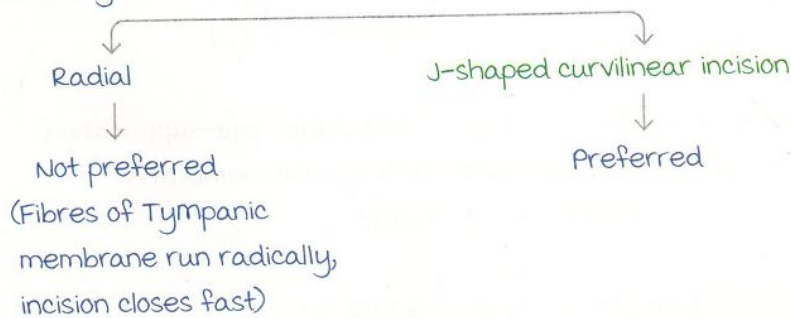 Radial
J-shaped curvilinear incision
Not preferred
Preferred
(Fibres of Tympanic
membrane run radically,
incision closes fast)